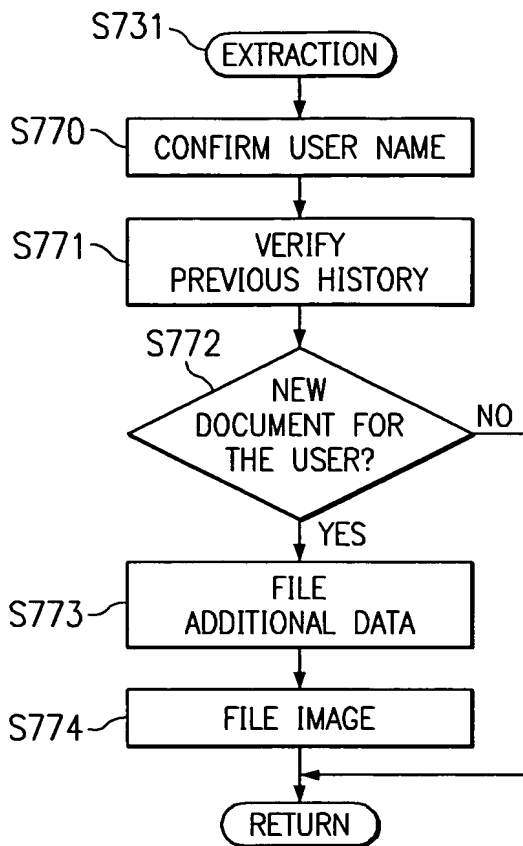 S731
EXTRACTION
S770
CONFIRM USER NAME
S771
VERIFY
PREVIOUS HISTORY
S772
NEW
DOCUMENT FOR
THE USER?
NO
YES
S773
FILE
ADDITIONAL DATA
S774
FILE IMAGE
RETURN